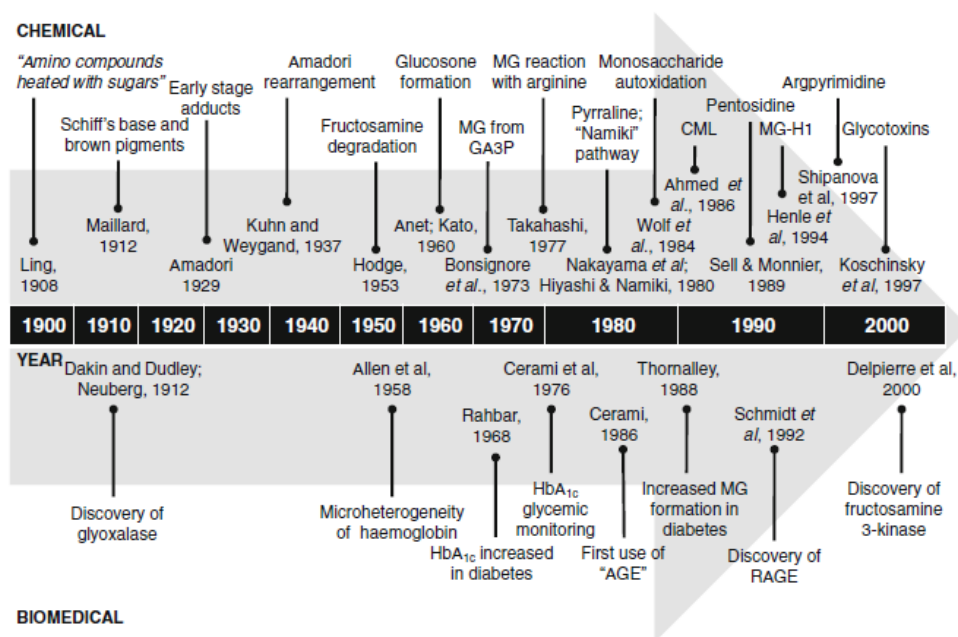 CHEMICAL
“Amino compounds
heated with sugars”
Early stage
adducts
Amadori
rearrangement
Glucosone
formation
MG reaction
with arginine
Monosaccharide
autoxidation
Argpyrimidine
Schiff’s base and
brown pigments
Fructosamine
degradation
MG from
GA3P
Pyrraline;
“Namiki”
pathway
Pentosidine
CML
MG-H1
Glycotoxins
Ling,
1908
Maillard,
1912
Amadori
1929
Kuhn and
Weygand, 1937
Hodge,
1953
Anet; Kato,
1960
Bonsignore
et al., 1973
Takahashi,
1977
Nakayama et al;
Hiyashi & Namiki, 1980
Wolf et
al., 1984
Ahmed et
al., 1986
Sell & Monnier,
1989
Henle et
al, 1994
Shipanova
et al, 1997
Koschinsky
et al, 1997
1900 1910 1920 1930 1940 1950 1960 1970 1980 1990 2000
YEAR
Dakin and Dudley;
Neuberg, 1912
Allen et al,
1958
Rahbar,
1968
Cerami et al,
1976
Cerami,
1986
Thornalley,
1988
Schmidt et
al, 1992
Delpierre et al,
2000
Discovery of
glyoxalase
Microheterogeneity
of haemoglobin
HbA1c increased
in diabetes
HbA1c
glycemic
monitoring
First use of
“AGE”
Increased MG
formation in
diabetes
Discovery of
RAGE
Discovery of
fructosamine
3-kinase
BIOMEDICAL